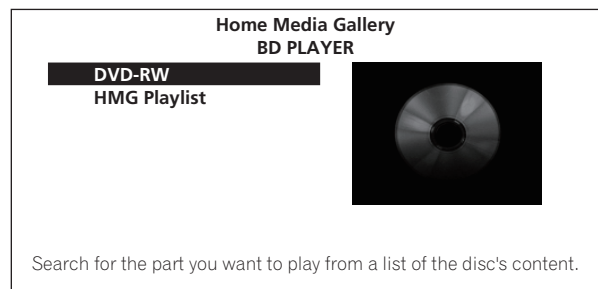 Home Media Gallery
BD PLAYER
DVD-RW
HMG Playlist
Search for the part you want to play from a list of the disc's content.